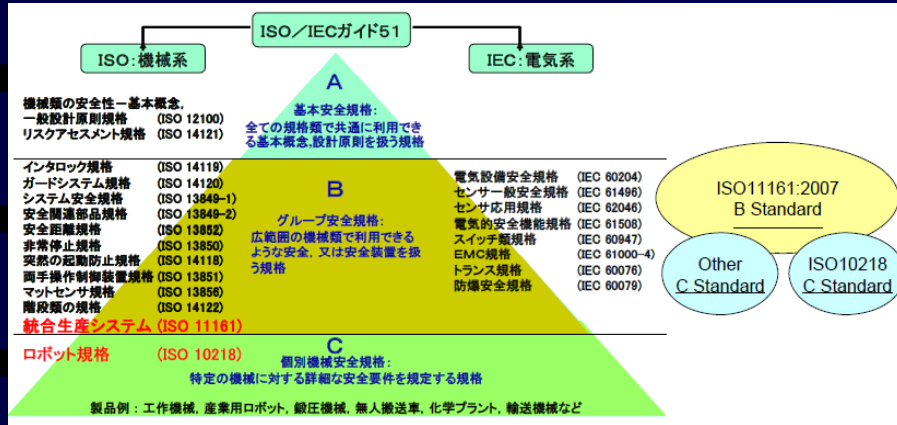 ISO/IECガイド51
ISO:機械系
IEC:電気系
A
基本安全規格:
全ての規格類で共通に利用でき
る基本概念,設計原則を扱う規格
機械類の安全性－基本概念,
一般設計原則規格 (ISO 12100)
リスクアセスメント規格 (ISO 14121)
インタロック規格 (ISO 14119)
ガードシステム規格 (ISO 14120)
システム安全規格 (ISO 13849-1)
安全関連部品規格 (ISO 13849-2)
安全距離規格 (ISO 13852)
非常停止規格 (ISO 13850)
突然の起動防止規格 (ISO 14118)
両手操作制御装置規格 (ISO 13851)
マットセンサ規格 (ISO 13856)
階段類の規格 (ISO 14122)
統合生産システム (ISO 11161)
B
グループ安全規格:
広範囲の機械類で利用できる
ような安全,又は安全装置を扱
う規格
電気設備安全規格 (IEC 60204)
センサ一般安全規格 (IEC 61496)
センサ応用規格 (IEC 62046)
電気的安全機能規格 (IEC 61508)
スイッチ類規格 (IEC 60947)
EMC規格 (IEC 61000-4)
トランス規格 (IEC 60076)
防爆安全規格 (IEC 60079)
ISO11161:2007
B Standard
Other
C Standard
ISO10218
C Standard
ロボット規格 (ISO 10218)
C
個別機械安全規格:
特定の機械に対する詳細な安全要件を規定する規格
製品例：工作機械，産業用ロボット，鍛圧機械，無人搬送車，化学プラント，輸送機械など